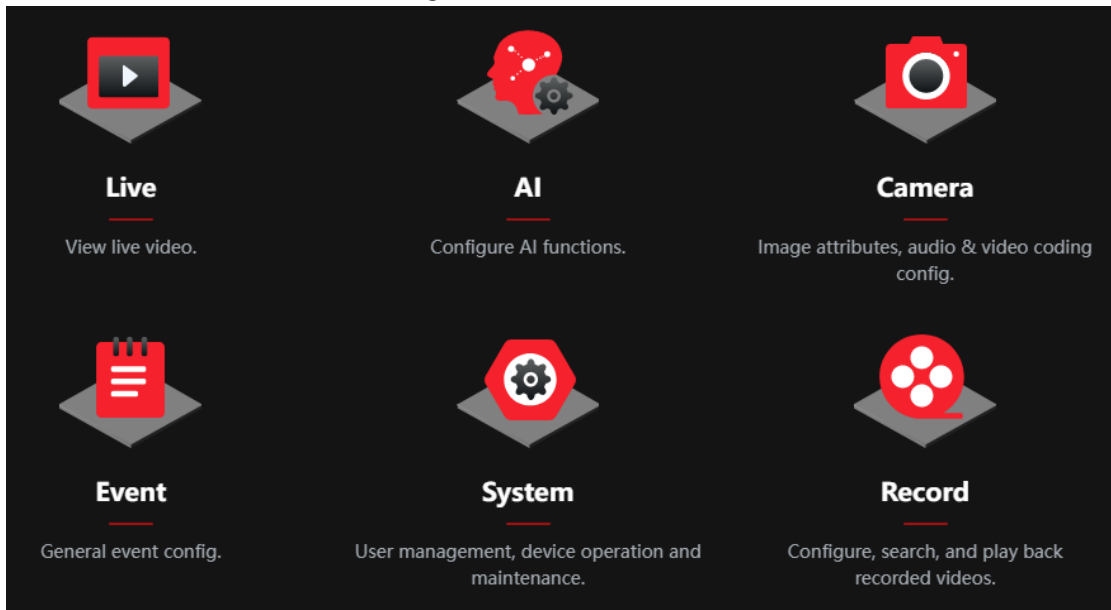 Live
View live video.
AI
Configure AI functions.
Camera
Image attributes, audio & video coding
config.
Event
General event config.
System
User management, device operation and
maintenance.
Record
Configure, search, and play back
recorded videos.